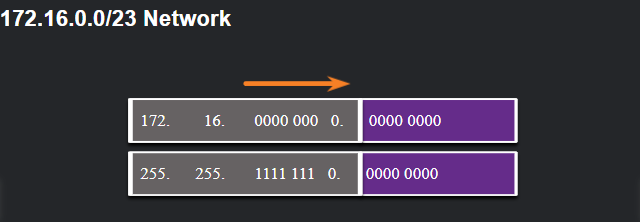 172.16.0.0/23 Network
172. 16. 0000 000 0. 0000 0000
255. 255. 1111 111 0. 0000 0000